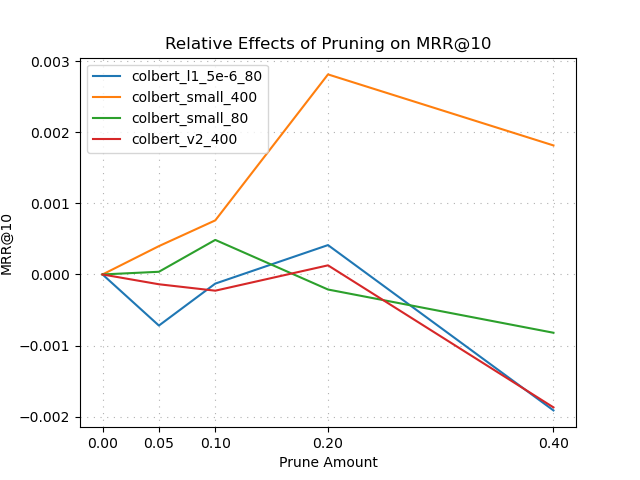 Relative Effects of Pruning on MRR@10
colbert_l1_5e-6_80
colbert_small_400
colbert_small_80
colbert_v2_400
MRR@10
0.003
0.002
0.001
0.000
−0.001
−0.002
0.00 0.05 0.10 0.20 0.40
Prune Amount